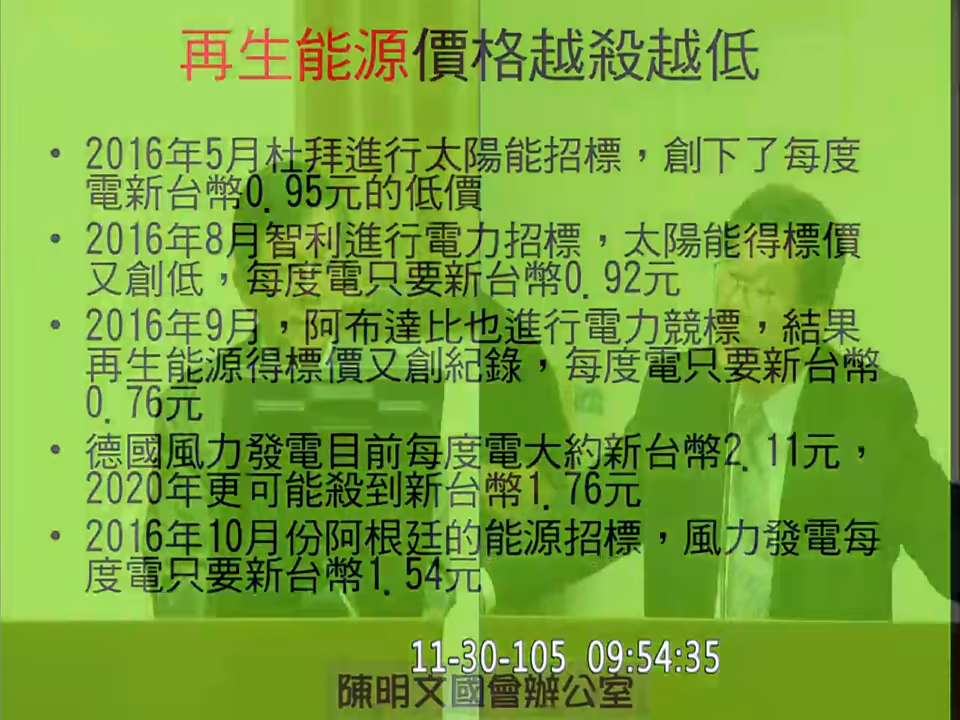 再生能源價格越殺越低
• 2016年5月杜拜進行太陽能招標，創下了每度
電新台幣0.95元的低價
• 2016年8月智利進行電力招標，太陽能得標價
又創低，每度電只要新台幣0.92元
• 2016年9月，阿布達比也進行電力競標，結果
再生能源得標價又創紀錄，每度電只要新台幣
0.76元
• 德國風力發電目前每度電大約新台幣2.11元，
2020年更可能殺到新台幣1.76元
• 2016年10月份阿根廷的能源招標，風力發電每
度電只要新台幣1.54元
11-30-105 09:54:35
陳明文國會辦公室